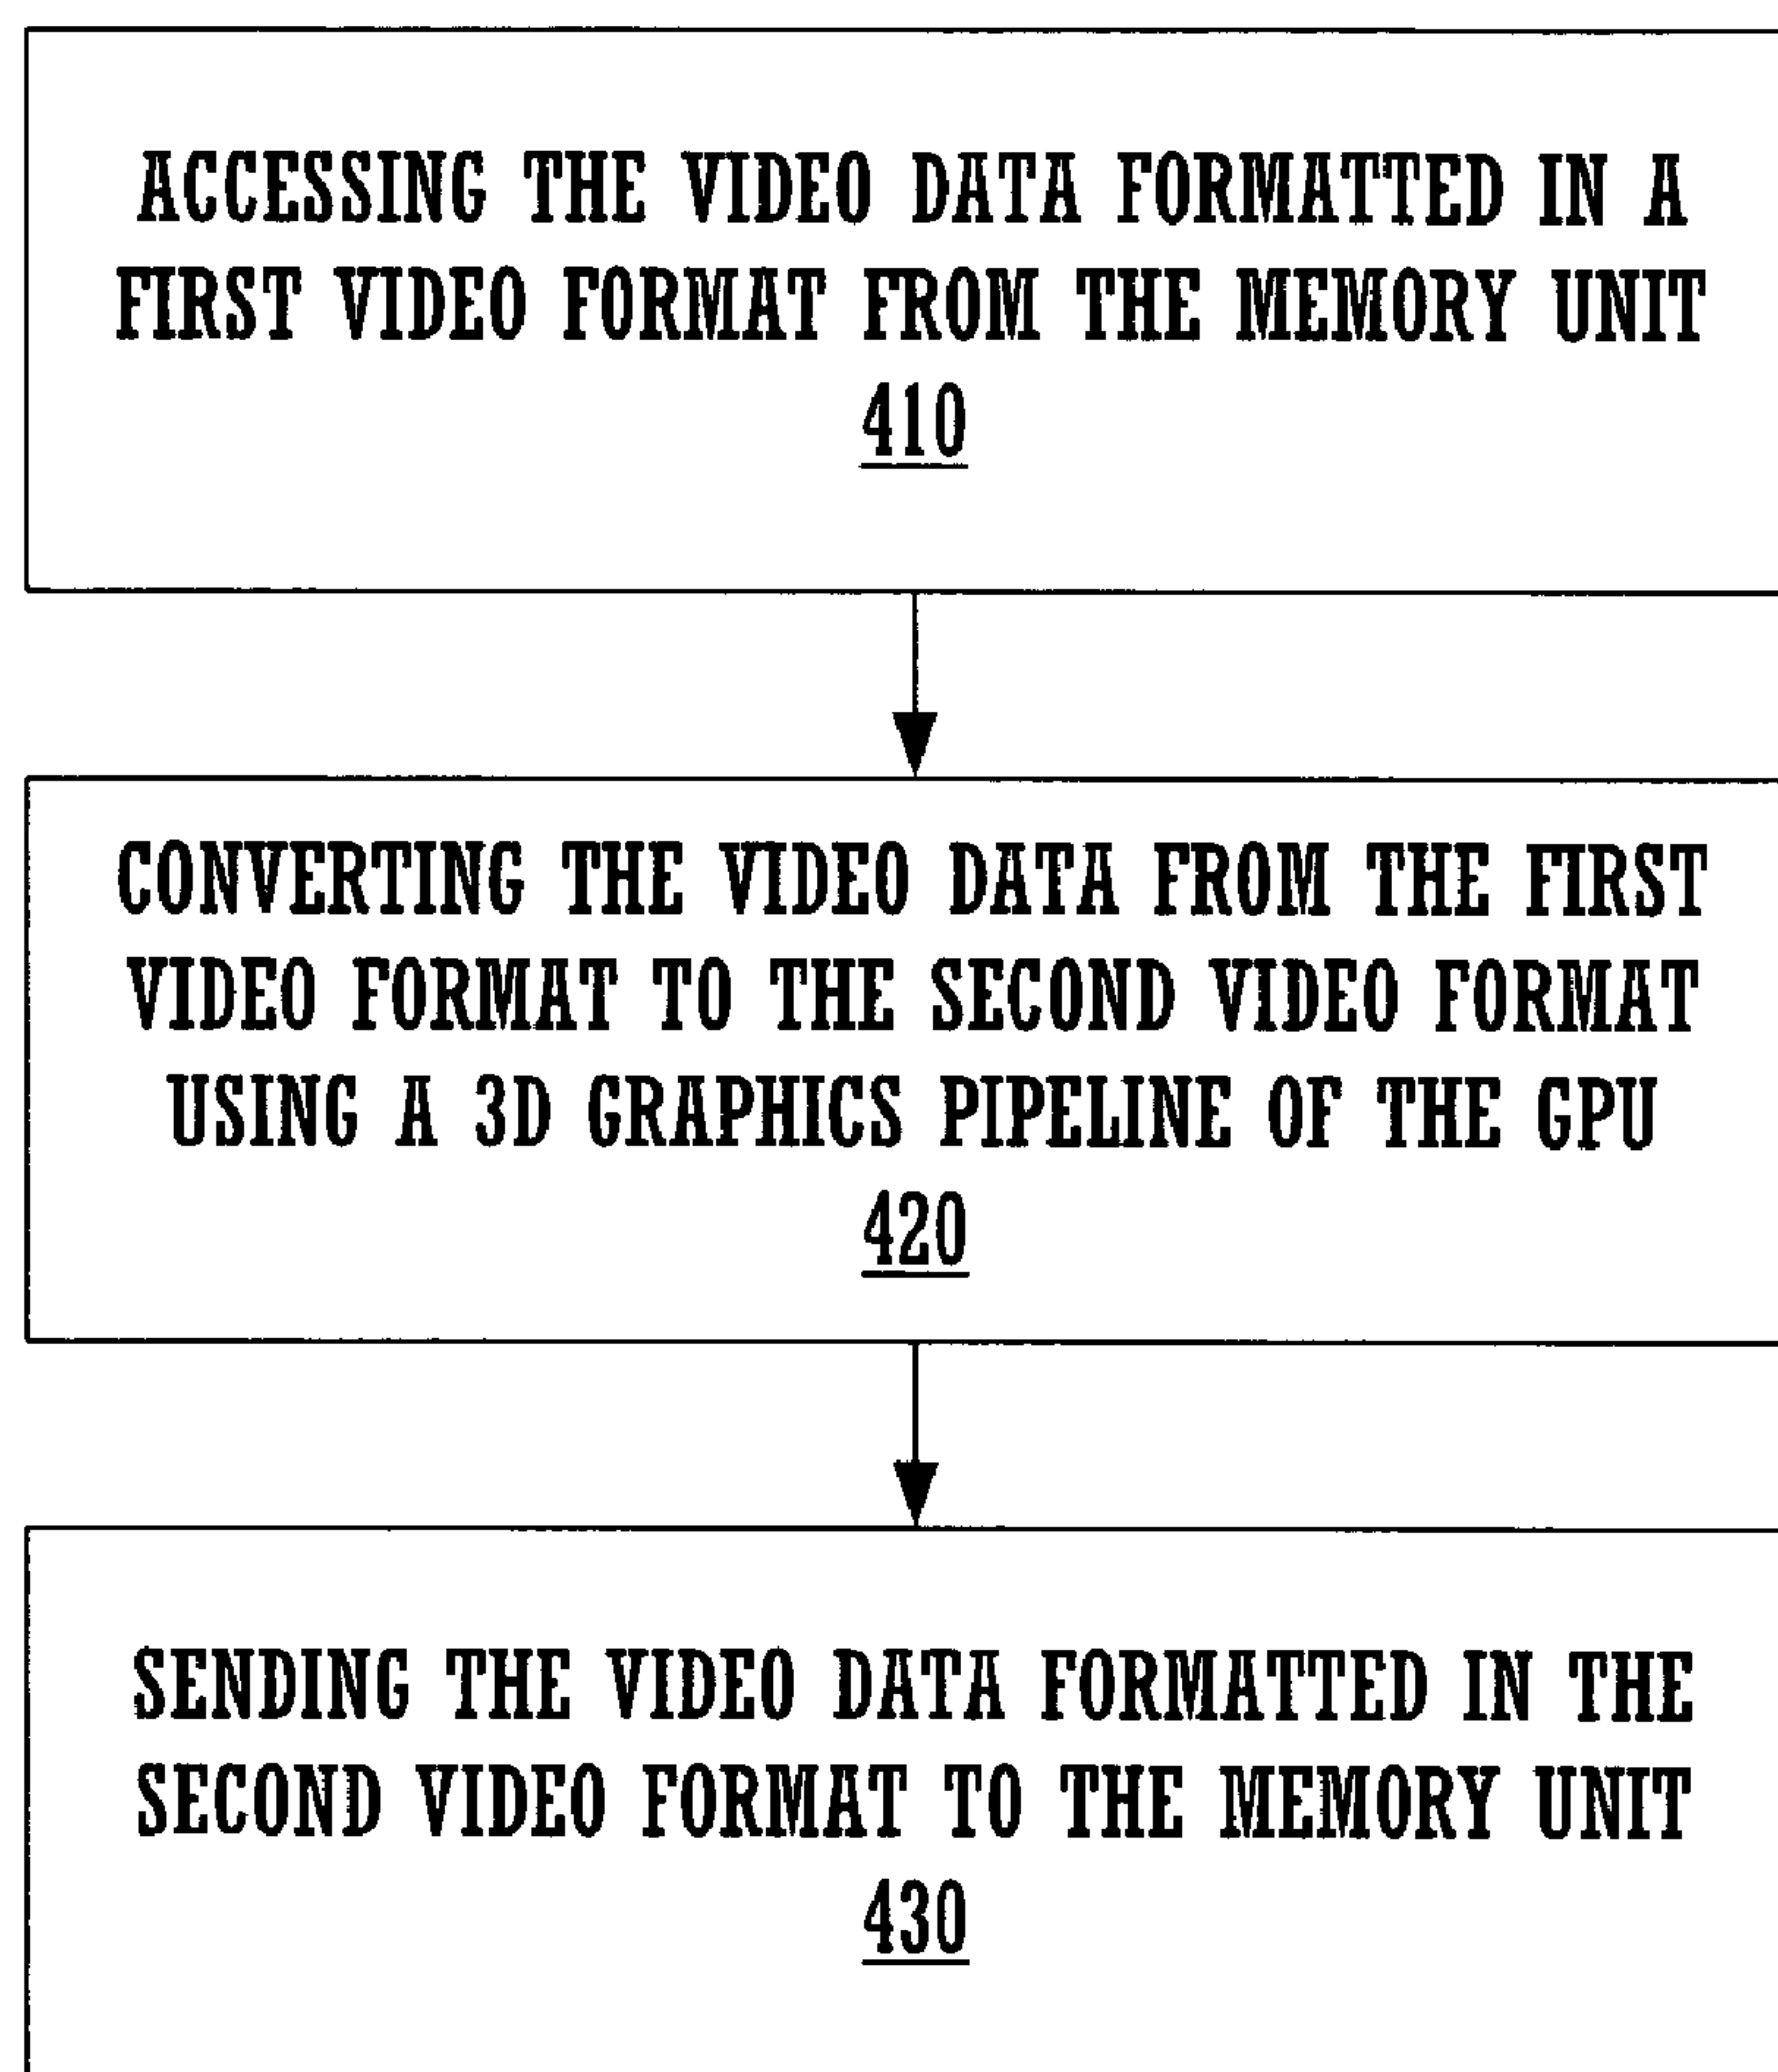 ACCESSING THE VIDEO DATA FORMATTED IN A
FIRST VIDEO FORMAT FROM THE MEMORY UNIT
410
CONVERTING THE VIDEO DATA FROM THE FIRST
VIDEO FORMAT TO THE SECOND VIDEO FORMAT
USING A 3D GRAPHICS PIPELINE OF THE GPU
420
SENDING THE VIDEO DATA FORMATTED IN THE
SECOND VIDEO FORMAT TO THE MEMORY UNIT
430